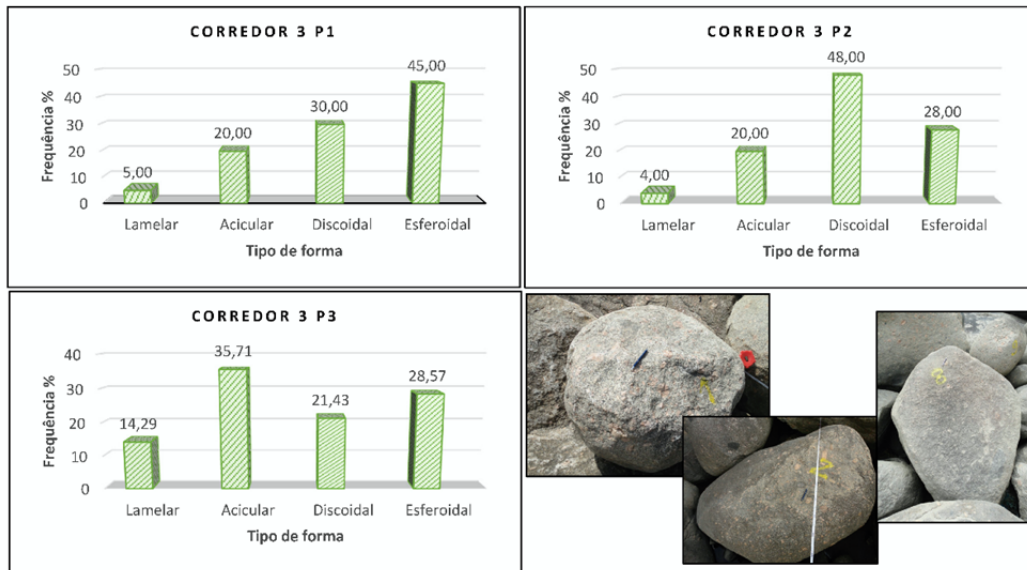 CORREDOR 3 P1
Frequência %
50
40
30
20
10
0
5,00
20,00
30,00
45,00
Lamelar Acicular Discoidal Esferoidal
Tipo de forma
CORREDOR 3 P2
Frequência %
50
40
30
20
10
0
4,00
20,00
48,00
28,00
Lamelar Acicular Discoidal Esferoidal
Tipo de forma
CORREDOR 3 P3
Frequência %
40
30
20
10
0
14,29
35,71
21,43
28,57
Lamelar Acicular Discoidal Esferoidal
Tipo de forma